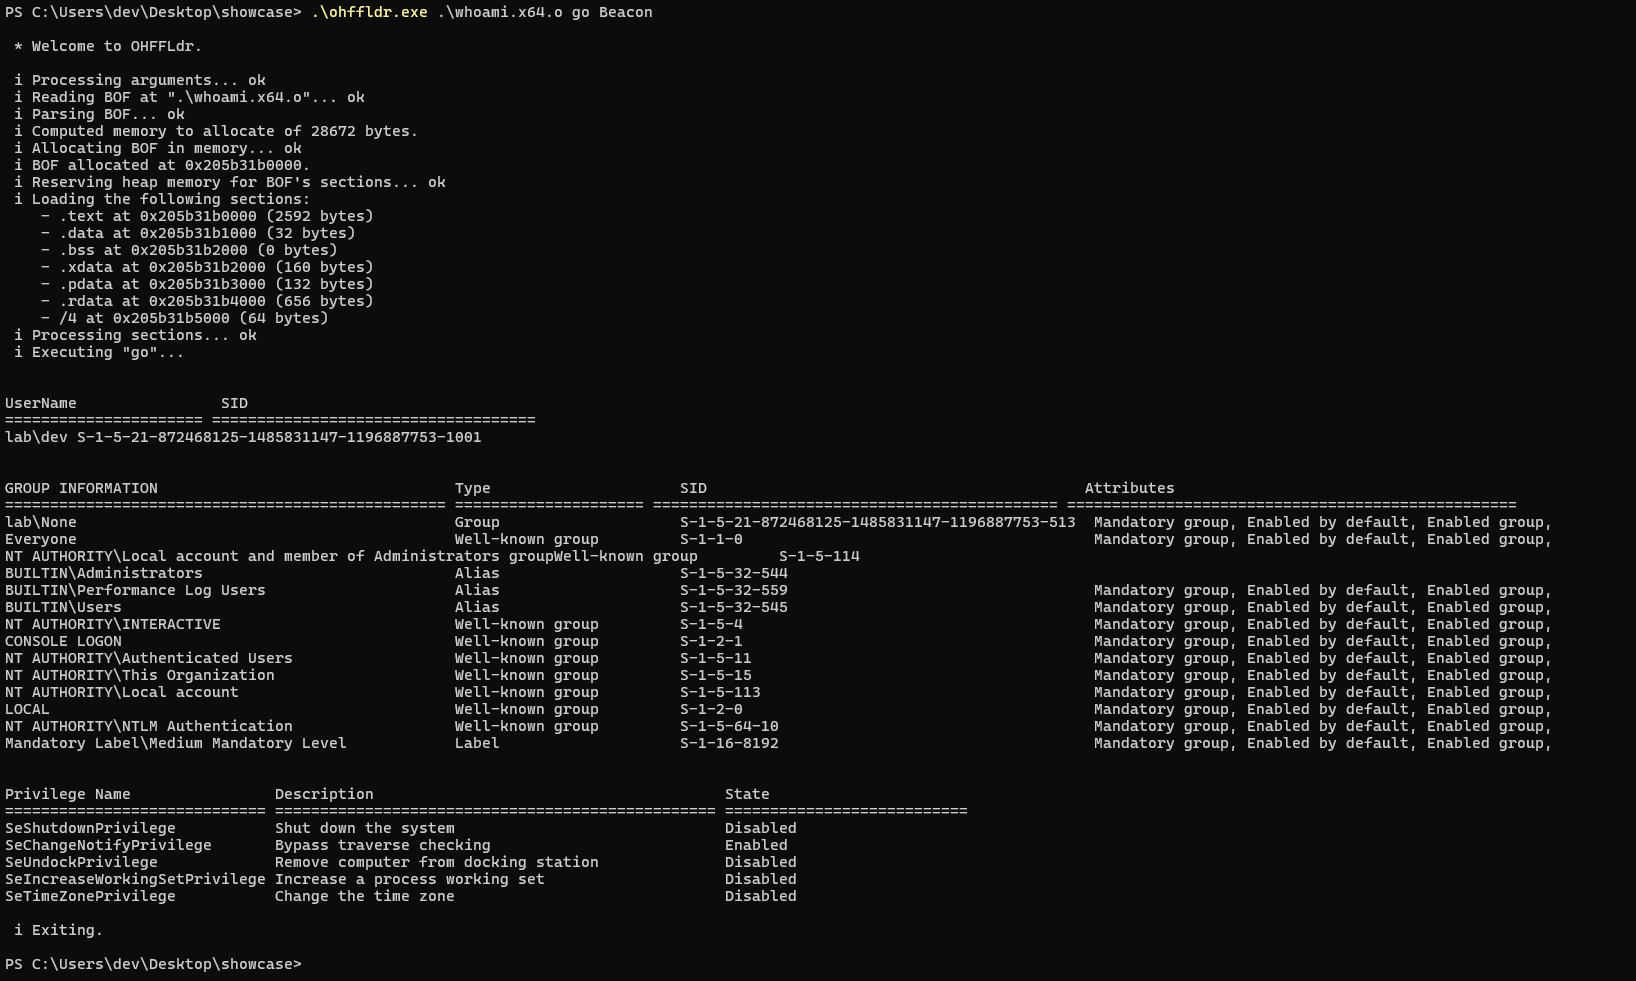 PS C:\Users\dev\Desktop\showcase> .\ohffldr.exe .\whoami.x64.o go Beacon
* Welcome to OHFFLdr.
i Processing arguments... ok
i Reading BOF at ".\whoami.x64.o"... ok
i Parsing BOF... ok
i Computed memory to allocate of 28672 bytes.
i Allocating BOF in memory... ok
i BOF allocated at 0x205b31b0000.
i Reserving heap memory for BOF's sections... ok
i Loading the following sections:
- .text at 0x205b31b0000 (2592 bytes)
- .data at 0x205b31b1000 (32 bytes)
- .bss at 0x205b31b2000 (0 bytes)
- .xdata at 0x205b31b2000 (160 bytes)
- .pdata at 0x205b31b3000 (132 bytes)
- .rdata at 0x205b31b4000 (656 bytes)
- /4 at 0x205b31b5000 (64 bytes)
i Processing sections... ok
i Executing "go"...
UserName                SID
====================== ====================================
lab\dev S-1-5-21-872468125-1485831147-1196887753-1001
GROUP INFORMATION                                 Type                     SID                                          Attributes
================================================= ===================== ============================================= ==================================================
lab\None                                          Group                    S-1-5-21-872468125-1485831147-1196887753-513  Mandatory group, Enabled by default, Enabled group,
Everyone                                          Well-known group         S-1-1-0                                       Mandatory group, Enabled by default, Enabled group,
NT AUTHORITY\Local account and member of Administrators groupWell-known group         S-1-5-114
BUILTIN\Administrators                            Alias                    S-1-5-32-544
BUILTIN\Performance Log Users                     Alias                    S-1-5-32-559                                  Mandatory group, Enabled by default, Enabled group,
BUILTIN\Users                                     Alias                    S-1-5-32-545                                  Mandatory group, Enabled by default, Enabled group,
NT AUTHORITY\INTERACTIVE                          Well-known group         S-1-5-4                                       Mandatory group, Enabled by default, Enabled group,
CONSOLE LOGON                                     Well-known group         S-1-2-1                                       Mandatory group, Enabled by default, Enabled group,
NT AUTHORITY\Authenticated Users                  Well-known group         S-1-5-11                                      Mandatory group, Enabled by default, Enabled group,
NT AUTHORITY\This Organization                    Well-known group         S-1-5-15                                      Mandatory group, Enabled by default, Enabled group,
NT AUTHORITY\Local account                        Well-known group         S-1-5-113                                     Mandatory group, Enabled by default, Enabled group,
LOCAL                                             Well-known group         S-1-2-0                                       Mandatory group, Enabled by default, Enabled group,
NT AUTHORITY\NTLM Authentication                  Well-known group         S-1-5-64-10                                   Mandatory group, Enabled by default, Enabled group,
Mandatory Label\Medium Mandatory Level            Label                    S-1-16-8192                                   Mandatory group, Enabled by default, Enabled group,
Privilege Name                Description                                       State
============================= ================================================= ===========================
SeShutdownPrivilege           Shut down the system                              Disabled
SeChangeNotifyPrivilege       Bypass traverse checking                          Enabled
SeUndockPrivilege             Remove computer from docking station              Disabled
SeIncreaseWorkingSetPrivilege Increase a process working set                    Disabled
SeTimeZonePrivilege           Change the time zone                              Disabled
i Exiting.
PS C:\Users\dev\Desktop\showcase>